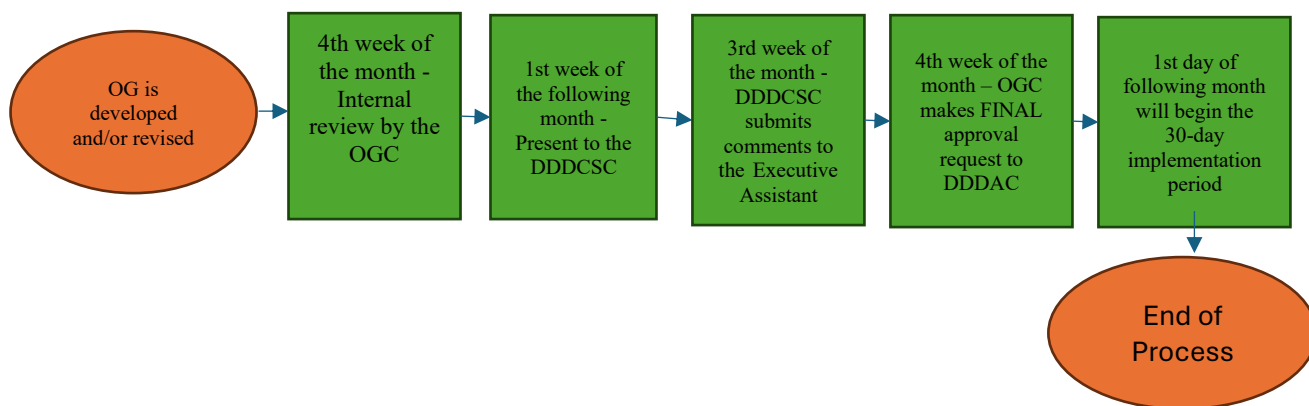 OG is
developed
and/or revised
4th week of
the month -
Internal
review by the
OGC
1st week of
the following
month -
Present to the
DDDCSC
3rd week of
the month -
DDDCSC
submits
comments to
the Executive
Assistant
4th week of the
month – OGC
makes FINAL
approval
request to
DDDAC
1st day of
following month
will begin the
30-day
implementation
period
End of
Process